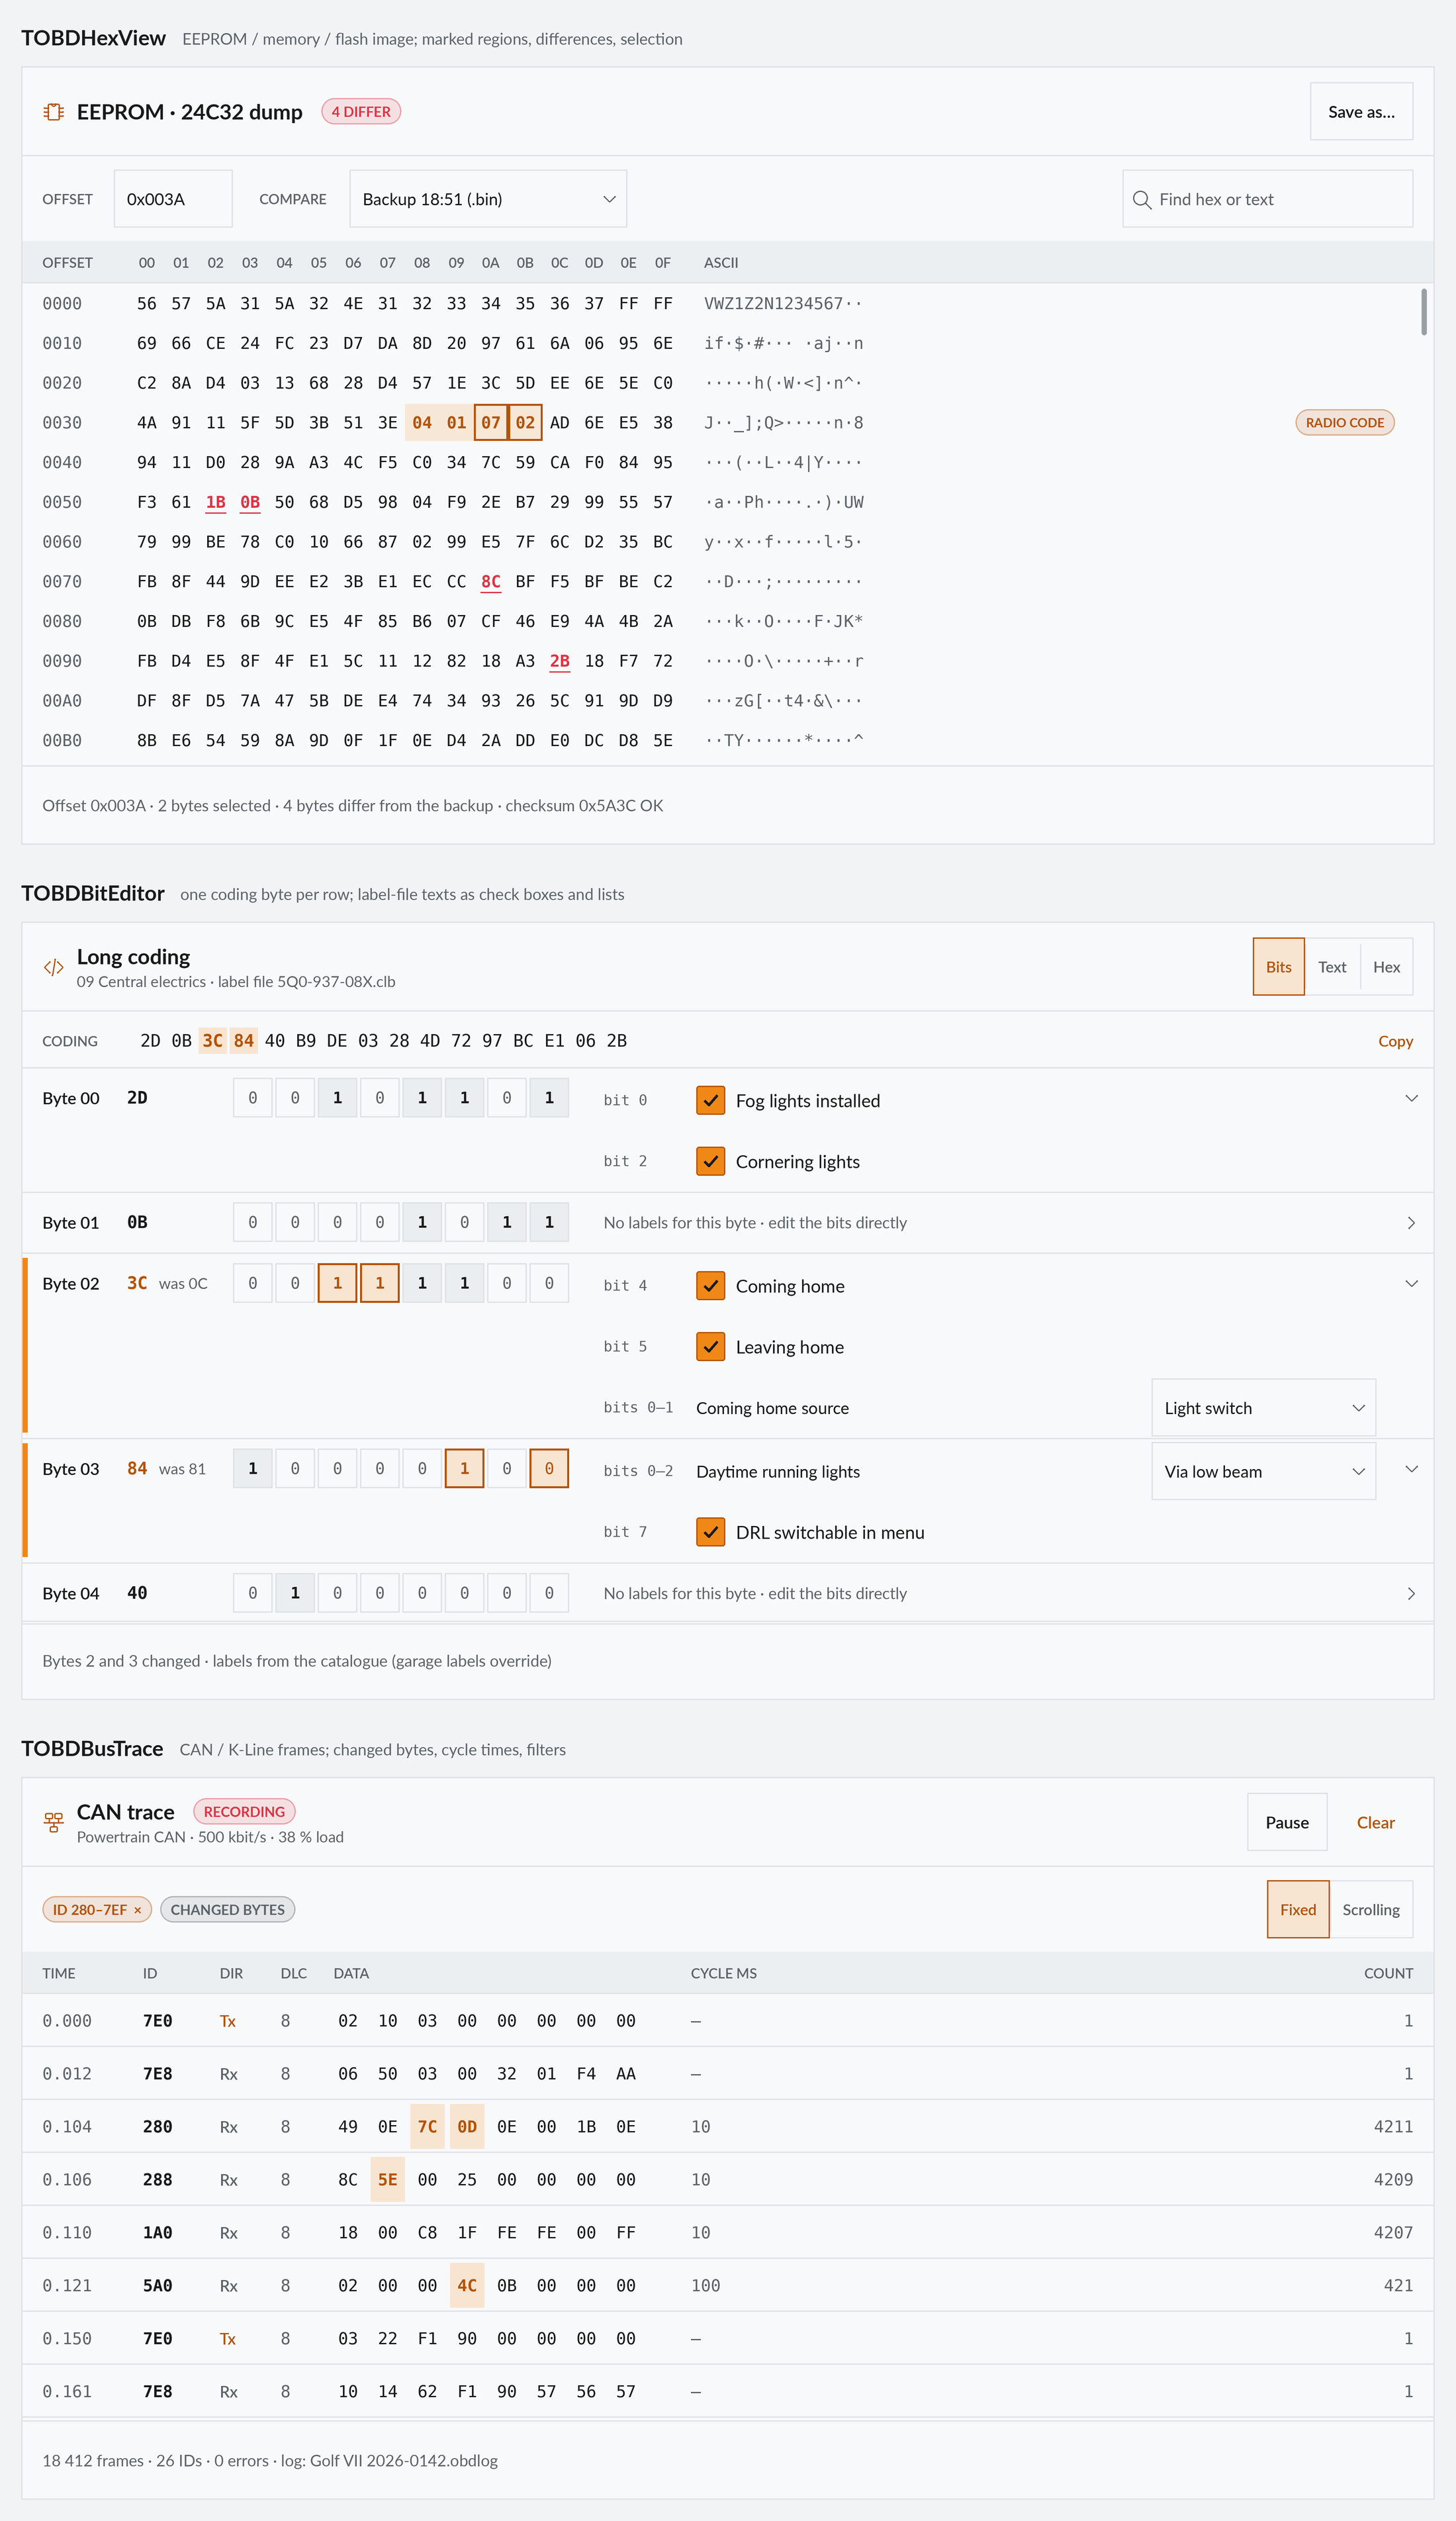 TOBDHexView EEPROM / memory / flash image; marked regions, differences, selection
EEPROM · 24C32 dump 4 DIFFER Save as...
OFFSET 0x003A COMPARE Backup 18:51 (.bin) Find hex or text
OFFSET 00 01 02 03 04 05 06 07 08 09 0A 0B 0C 0D 0E 0F ASCII
0000 56 57 5A 31 5A 32 4E 31 32 33 34 35 36 37 FF FF VWZ1Z2N1234567··
0010 69 66 CE 24 FC 23 D7 DA 8D 20 97 61 6A 06 95 6E if·$·#··· ·aj··n
0020 C2 8A D4 03 13 68 28 D4 57 1E 3C 5D EE 6E 5E C0 ·····h(·W·<]·n^·
0030 4A 91 11 5F 5D 3B 51 3E 04 01 07 02 AD 6E E5 38 J··_];Q>·····n·8 RADIO CODE
0040 94 11 D0 28 9A A3 4C F5 C0 34 7C 59 CA F0 84 95 ···(··L··4|Y····
0050 F3 61 1B 0B 50 68 D5 98 04 F9 2E B7 29 99 55 57 ·a··Ph····.·)·UW
0060 79 99 BE 78 C0 10 66 87 02 99 E5 7F 6C D2 35 BC y··x··f·····l·5·
0070 FB 8F 44 9D EE E2 3B E1 EC CC 8C BF F5 BF BE C2 ··D···;·········
0080 0B DB F8 6B 9C E5 4F 85 B6 07 CF 46 E9 4A 4B 2A ···k··O····F·JK*
0090 FB D4 E5 8F 4F E1 5C 11 12 82 18 A3 2B 18 F7 72 ····O·\·····+··r
00A0 DF 8F D5 7A 47 5B DE E4 74 34 93 26 5C 91 9D D9 ···zG[··t4·&\···
00B0 8B E6 54 59 8A 9D 0F 1F 0E D4 2A DD E0 DC D8 5E ··TY······*····^
Offset 0x003A · 2 bytes selected · 4 bytes differ from the backup · checksum 0x5A3C OK
TOBDBitEditor one coding byte per row; label-file texts as check boxes and lists
Long coding
09 Central electrics · label file 5Q0-937-08X.clb
Bits Text Hex
CODING 2D 0B 3C 84 40 B9 DE 03 28 4D 72 97 BC E1 06 2B Copy
Byte 00 2D 0 0 1 0 1 1 0 1 bit 0 Fog lights installed
bit 2 Cornering lights
Byte 01 0B 0 0 0 0 1 0 1 1 No labels for this byte · edit the bits directly
Byte 02 3C was 0C 0 0 1 1 1 1 0 0 bit 4 Coming home
bit 5 Leaving home
bits 0–1 Coming home source Light switch
Byte 03 84 was 81 1 0 0 0 0 1 0 0 bits 0–2 Daytime running lights Via low beam
bit 7 DRL switchable in menu
Byte 04 40 0 1 0 0 0 0 0 0 No labels for this byte · edit the bits directly
Bytes 2 and 3 changed · labels from the catalogue (garage labels override)
TOBDBusTrace CAN / K-Line frames; changed bytes, cycle times, filters
CAN trace RECORDING
Powertrain CAN · 500 kbit/s · 38 % load
Pause Clear
ID 280–7EF × CHANGED BYTES Fixed Scrolling
TIME ID DIR DLC DATA CYCLE MS COUNT
0.000 7E0 Tx 8 02 10 03 00 00 00 00 00 – 1
0.012 7E8 Rx 8 06 50 03 00 32 01 F4 AA – 1
0.104 280 Rx 8 49 0E 7C 0D 0E 00 1B 0E 10 4211
0.106 288 Rx 8 8C 5E 00 25 00 00 00 00 10 4209
0.110 1A0 Rx 8 18 00 C8 1F FE FE 00 FF 10 4207
0.121 5A0 Rx 8 02 00 00 4C 0B 00 00 00 100 421
0.150 7E0 Tx 8 03 22 F1 90 00 00 00 00 – 1
0.161 7E8 Rx 8 10 14 62 F1 90 57 56 57 – 1
18 412 frames · 26 IDs · 0 errors · log: Golf VII 2026-0142.obdlog